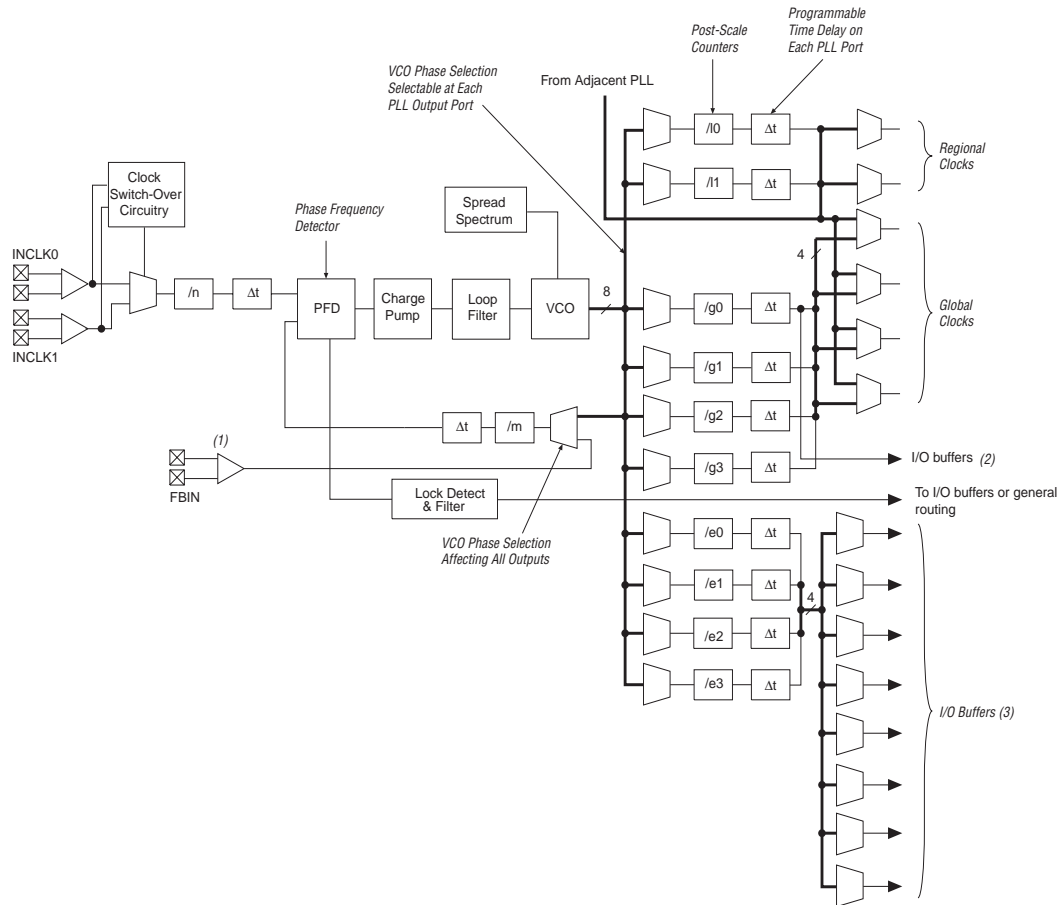 Programmable
Time Delay on
Each PLL Port
Post-Scale
Counters
VCO Phase Selection
Selectable at Each
PLL Output Port
From Adjacent PLL
/l0
Δt
Regional
Clocks
/l1
Δt
Clock
Switch-Over
Circuitry
Spread
Spectrum
Phase Frequency
Detector
4
INCLK0
INCLK1
/n
Δt
PFD
Charge
Pump
Loop
Filter
VCO
8
/g0
Δt
Global
Clocks
/g1
Δt
/g2
Δt
Δt
/m
(1)
FBIN
/g3
Δt
I/O buffers (2)
Lock Detect
& Filter
To I/O buffers or general
routing
VCO Phase Selection
Affecting All Outputs
/e0
Δt
/e1
Δt
4
/e2
Δt
/e3
Δt
I/O Buffers (3)